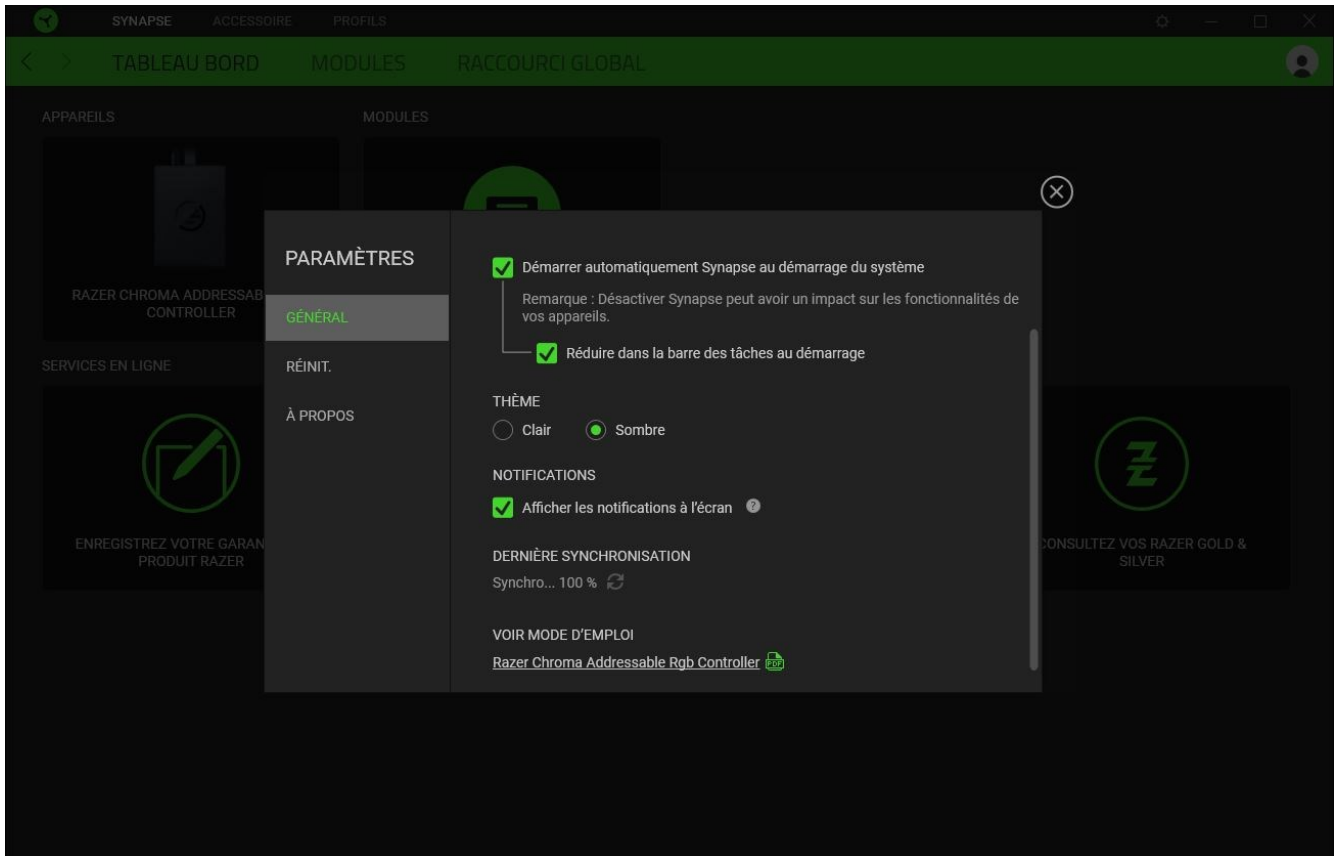 SYNAPSE
ACCESSOIRE
PROFILS
TABLEAU BORD
MODULES
RACCOURCI GLOBAL
APPAREILS
MODULES
RAZER CHROMA ADDRESSAB
CONTROLLER
SERVICES EN LIGNE
ENREGISTREZ VOTRE GARAN
PRODUIT RAZER
CONSULTEZ VOS RAZER GOLD &
SILVER
PARAMÈTRES
GÉNÉRAL
RÉINIT.
À PROPOS
Démarrer automatiquement Synapse au démarrage du système
Remarque : Désactiver Synapse peut avoir un impact sur les fonctionnalités de
vos appareils.
Réduire dans la barre des tâches au démarrage
THÈME
Clair
Sombre
NOTIFICATIONS
Afficher les notifications à l'écran
?
DERNIÈRE SYNCHRONISATION
Synchro... 100 %
VOIR MODE D'EMPLOI
Razer Chroma Addressable Rgb Controller
PDF